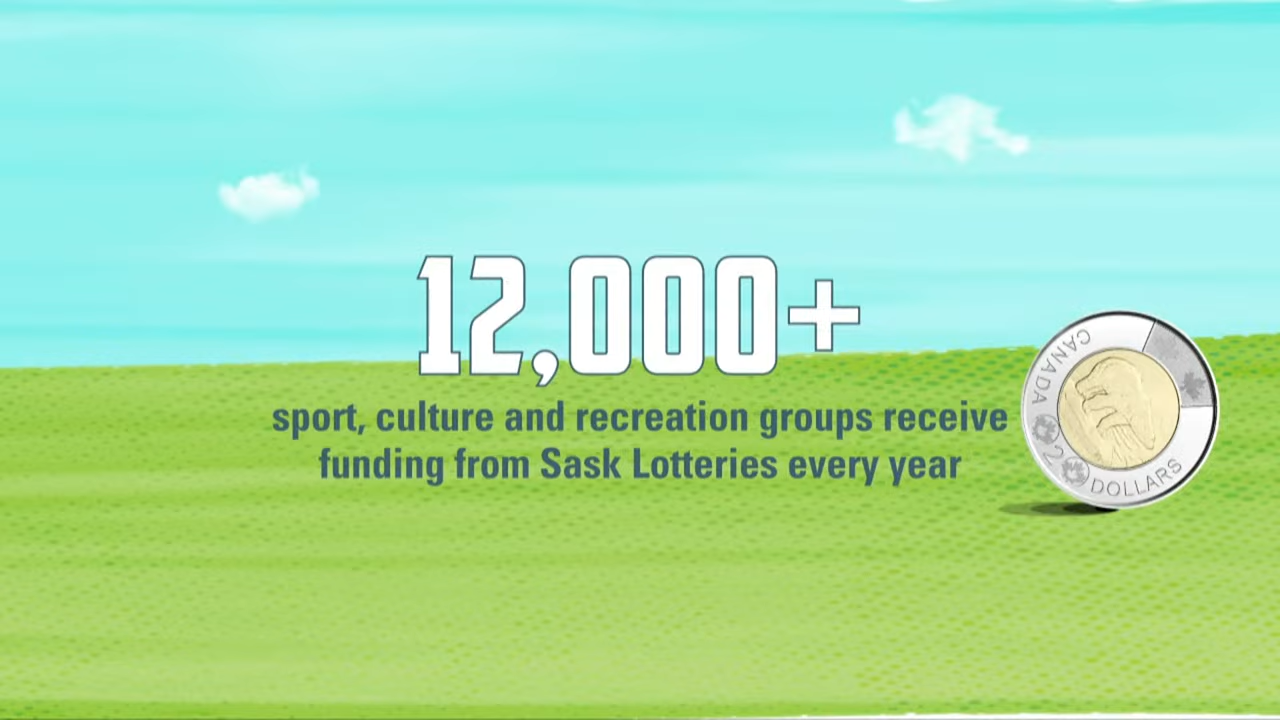 12,000+
sport, culture and recreation groups receive
funding from Sask Lotteries every year
CANADA
2
DOLLARS